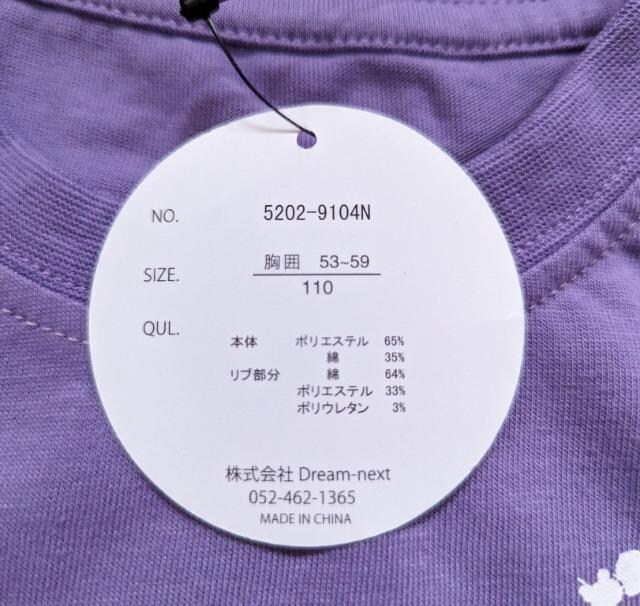 NO. 5202-9104N
SIZE. 胸囲 53~59
110
QUL.
本体 ポリエステル 65%
綿 35%
リブ部分 綿 64%
ポリエステル 33%
ポリウレタン 3%
株式会社 Dream-next
052-462-1365
MADE IN CHINA